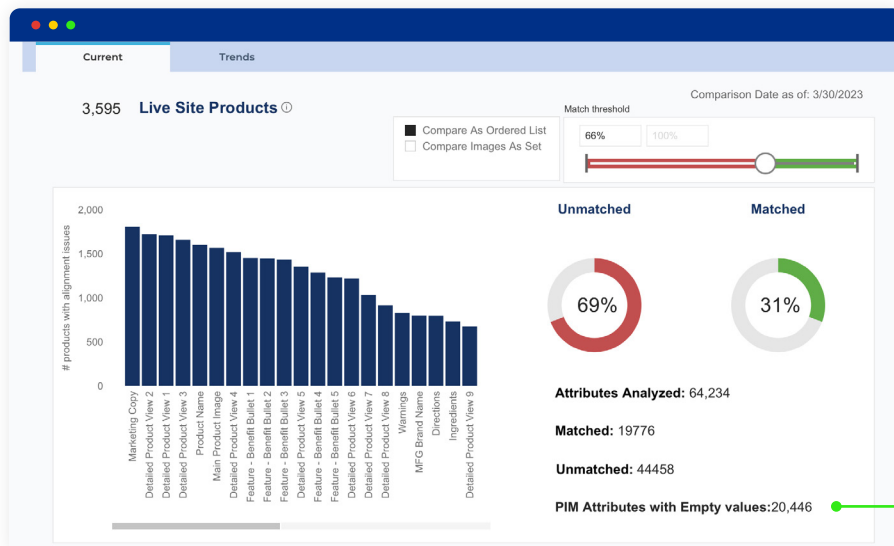 Current
Trends
3,595 Live Site Products
Comparison Date as of: 3/30/2023
Compare As Ordered List
Compare Images As Set
Match threshold
66%
100%
# products with alignment issues
2,000
1,500
1,000
500
0
Marketing Copy
Detailed Product View 2
Detailed Product View 1
Detailed Product View 3
Product Name
Main Product Image
Detailed Product View 4
Feature - Benefit Bullet 1
Feature - Benefit Bullet 2
Feature - Benefit Bullet 3
Detailed Product View 5
Feature - Benefit Bullet 4
Feature - Benefit Bullet 5
Detailed Product View 6
Detailed Product View 7
Detailed Product View 8
Warnings
MFG Brand Name
Directions
Ingredients
Detailed Product View 9
Unmatched
Matched
69%
31%
Attributes Analyzed: 64,234
Matched: 19776
Unmatched: 44458
PIM Attributes with Empty values:20,446